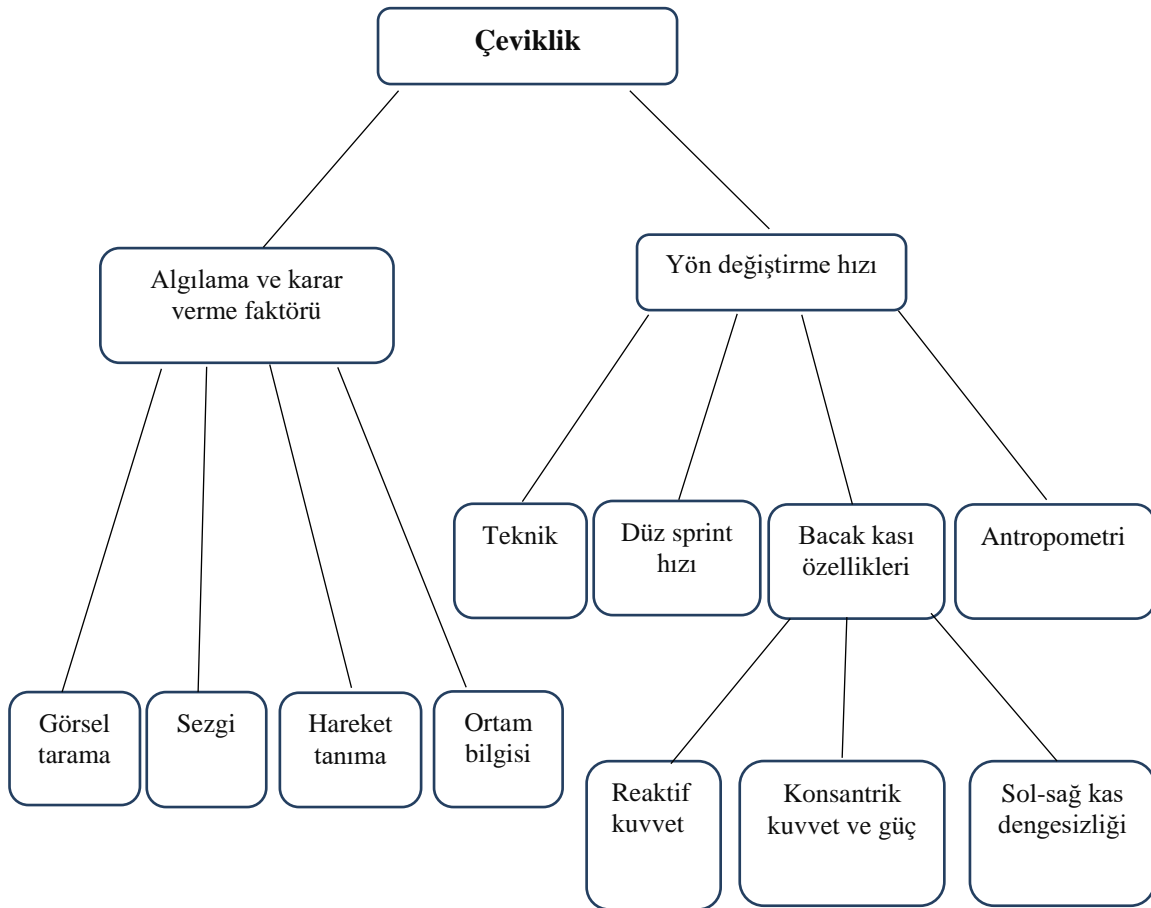 Çeviklik
Algılama ve karar
verme faktörü
Yön değiştirme hızı
Teknik
Düz sprint
hızı
Bacak kası
özellikleri
Antropometri
Görsel
tarama
Sezgi
Hareket
tanıma
Ortam
bilgisi
Reaktif
kuvvet
Konsantrik
kuvvet ve güç
Sol-sağ kas
dengesizliği